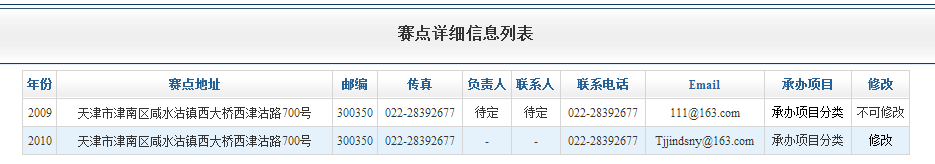 赛点详细信息列表
年份 赛点地址 邮编 传真 负责人 联系人 联系电话 Email 承办项目 修改
2009 天津市津南区咸水沽镇西大桥西津沽路700号 300350 022-28392677 待定 待定 022-28392677 111@163.com 承办项目分类 不可修改
2010 天津市津南区咸水沽镇西大桥西津沽路700号 300350 022-28392677 - - 022-28392677 Tjjindsny@163.com 承办项目分类 修改